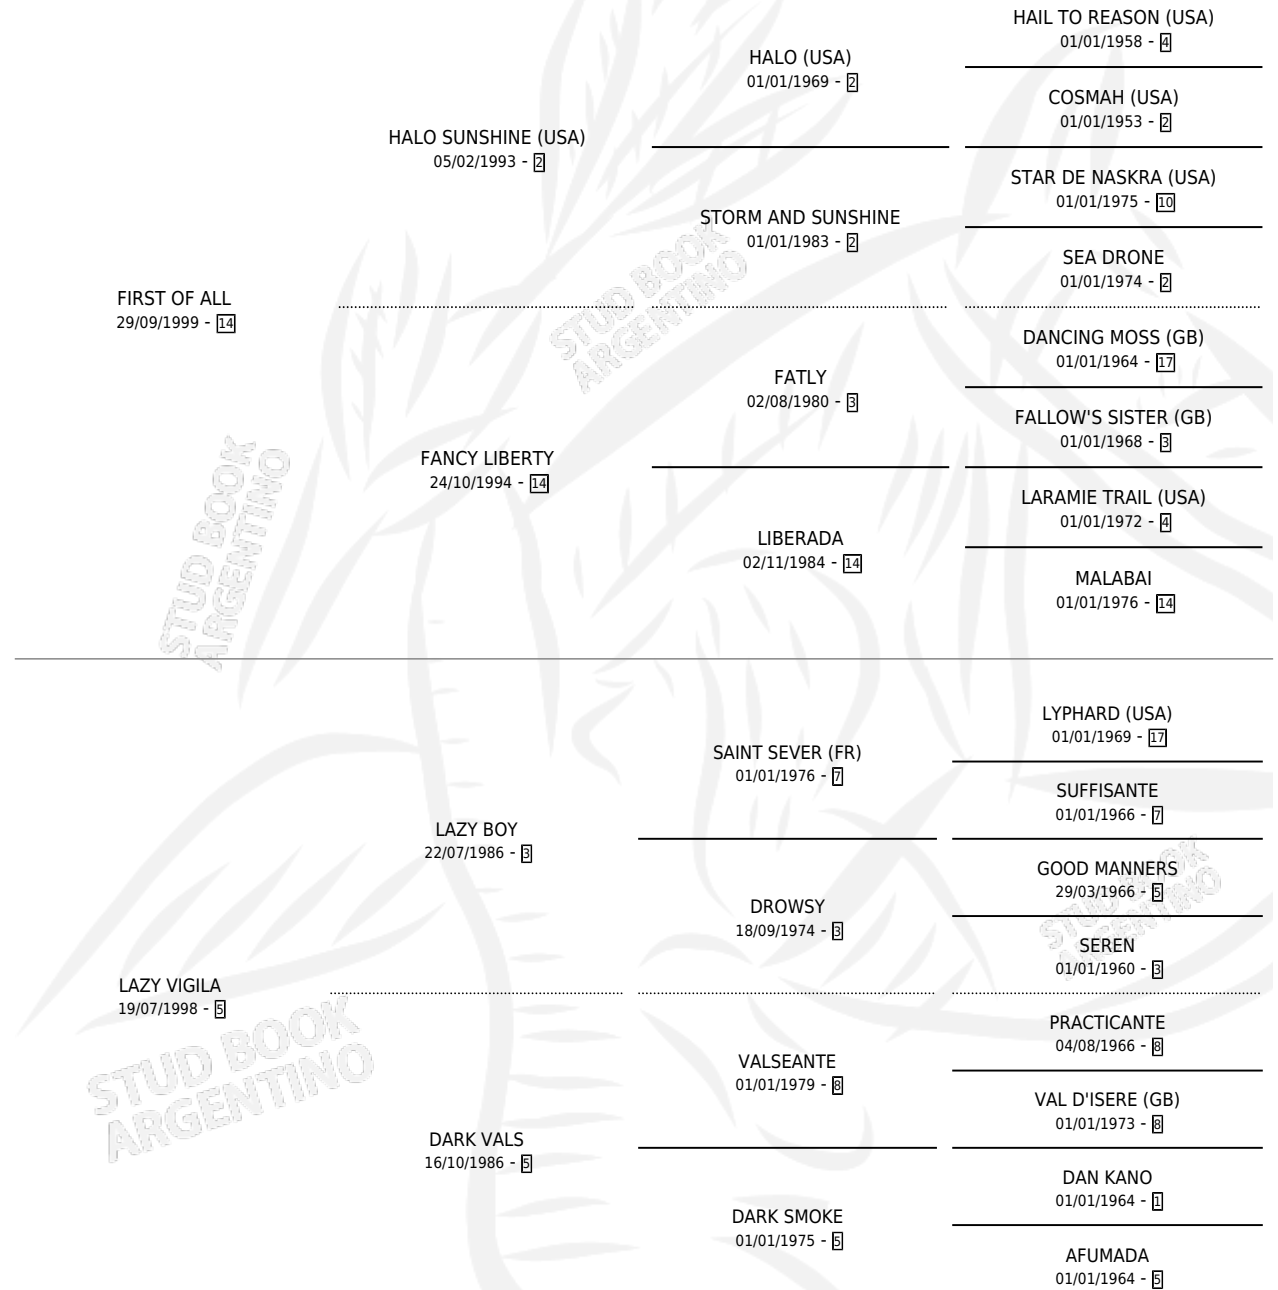 HAIL TO REASON (USA)
01/01/1958 - 4
HALO (USA)
01/01/1969 - 2
COSMAH (USA)
01/01/1953 - 2
HALO SUNSHINE (USA)
05/02/1993 - 2
STAR DE NASKRA (USA)
01/01/1975 - 10
STORM AND SUNSHINE
01/01/1983 - 2
SEA DRONE
01/01/1974 - 2
FIRST OF ALL
29/09/1999 - 14
DANCING MOSS (GB)
01/01/1964 - 17
FATLY
02/08/1980 - 3
FALLOW'S SISTER (GB)
01/01/1968 - 3
FANCY LIBERTY
24/10/1994 - 14
LARAMIE TRAIL (USA)
01/01/1972 - 4
LIBERADA
02/11/1984 - 14
MALABAI
01/01/1976 - 14
STUD BOOK
ARGENTINO
STUD BOOK
ARGENTINO
LYPHARD (USA)
01/01/1969 - 17
SAINT SEVER (FR)
01/01/1976 - 7
SUFFISANTE
01/01/1966 - 7
LAZY BOY
22/07/1986 - 3
GOOD MANNERS
29/03/1966 - 5
DROWSY
18/09/1974 - 3
SEREN
01/01/1960 - 3
STUD BOOK
ARGENTINO
LAZY VIGILA
19/07/1998 - 5
PRACTICANTE
04/08/1966 - 8
VALSEANTE
01/01/1979 - 8
VAL D'ISERE (GB)
01/01/1973 - 8
STUD BOOK
ARGENTINO
DARK VALS
16/10/1986 - 5
DAN KANO
01/01/1964 - 1
DARK SMOKE
01/01/1975 - 5
AFUMADA
01/01/1964 - 5